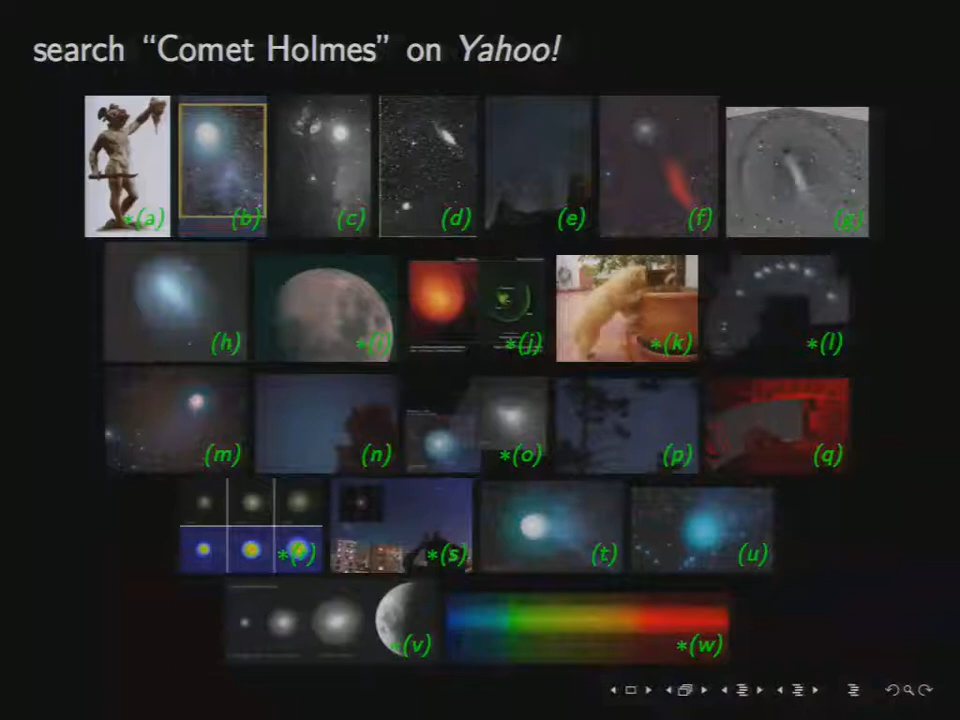 search “Comet Holmes” on Yahoo!
*(a) (b) (c) (d) (e) (f) (g)
(h) *(i) *(j) *(k) *(l)
(m) (n) *(o) (p) (q)
*(r) *(s) (t) (u)
*(v) *(w)